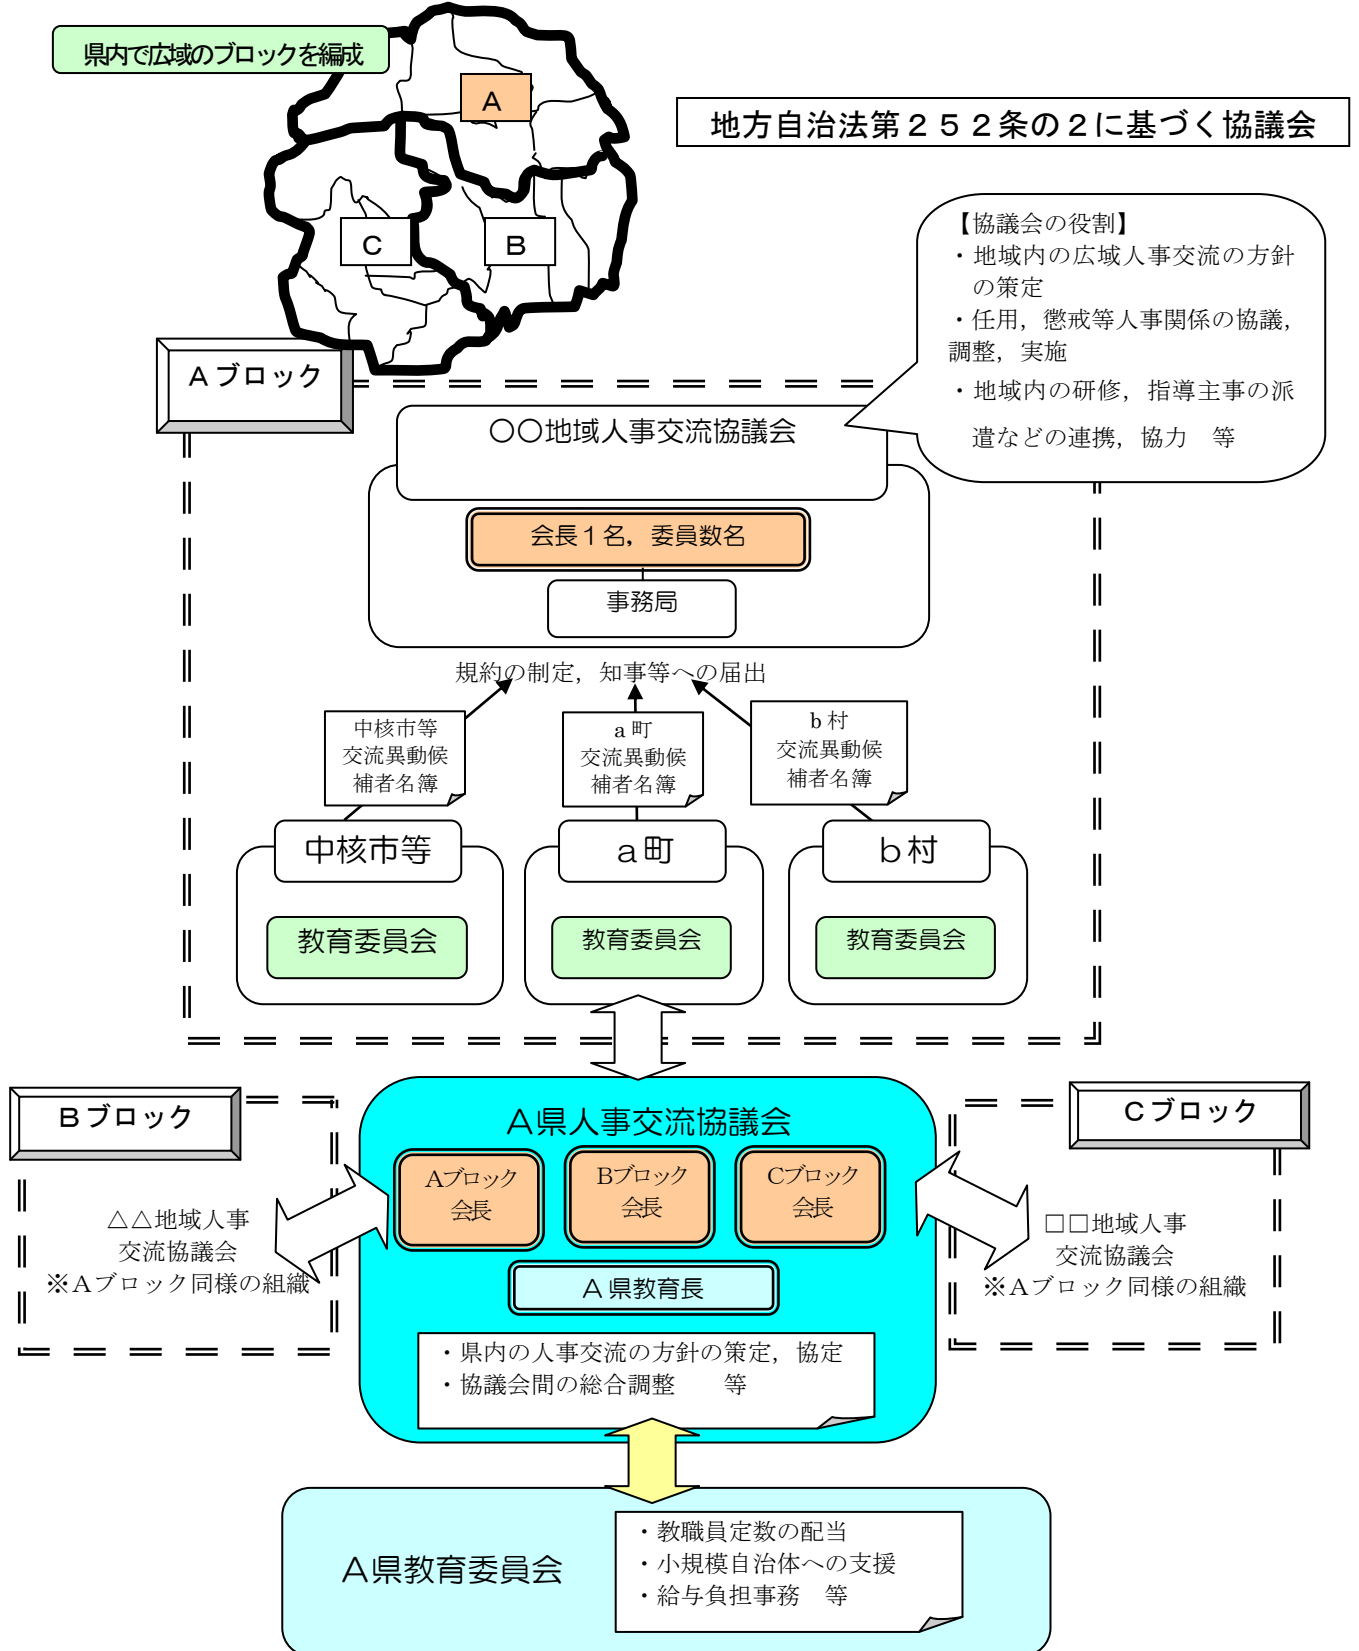 県内で広域のブロックを編成
A
C
B
地方自治法第252条の2に基づく協議会
【協議会の役割】
・地域内の広域人事交流の方針
の策定
・任用，懲戒等人事関係の協議，
調整，実施
・地域内の研修，指導主事の派
遣などの連携，協力　等
Aブロック
〇〇地域人事交流協議会
会長1名，委員数名
事務局
規約の制定，知事等への届出
中核市等
交流異動候
補者名簿
a町
交流異動候
補者名簿
b村
交流異動候
補者名簿
中核市等
a町
b村
教育委員会
教育委員会
教育委員会
Bブロック
△△地域人事
交流協議会
※Aブロック同様の組織
A県人事交流協議会
Aブロック
会長
Bブロック
会長
Cブロック
会長
A県教育長
・県内の人事交流の方針の策定，協定
・協議会間の総合調整　　等
Cブロック
□□地域人事
交流協議会
※Aブロック同様の組織
A県教育委員会
・教職員定数の配当
・小規模自治体への支援
・給与負担事務　等